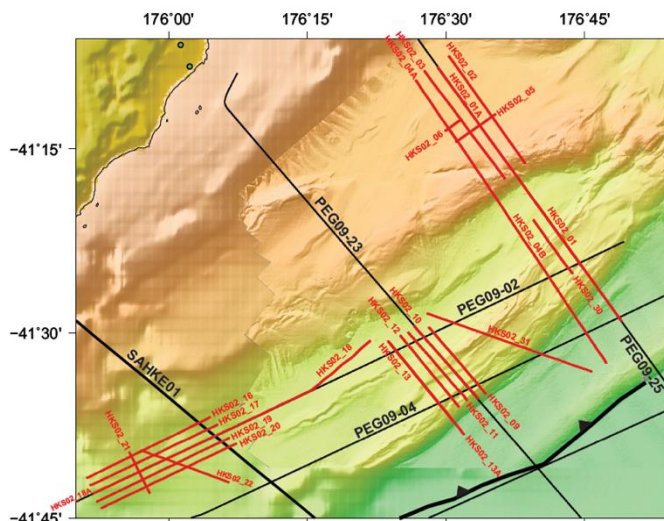 176°00'
176°15'
176°30'
176°45'
−41°15'
−41°30'
−41°45'
HKS02_04A
HKS02_03
HKS02_01A
HKS02_02
HKS02_05
HKS02_06
PEG09-23
HKS02_04B
HKS02_01
HKS02_30
PEG09-02
HKS02_10
HKS02_12
HKS02_13
HKS02_18
HKS02_31
SAHKE01
PEG09-25
HKS02_16
HKS02_17
HKS02_19
HKS02_20
HKS02_21
HKS02_22
HKS02_18A
PEG09-04
HKS02_09
HKS02_11
HKS02_13A